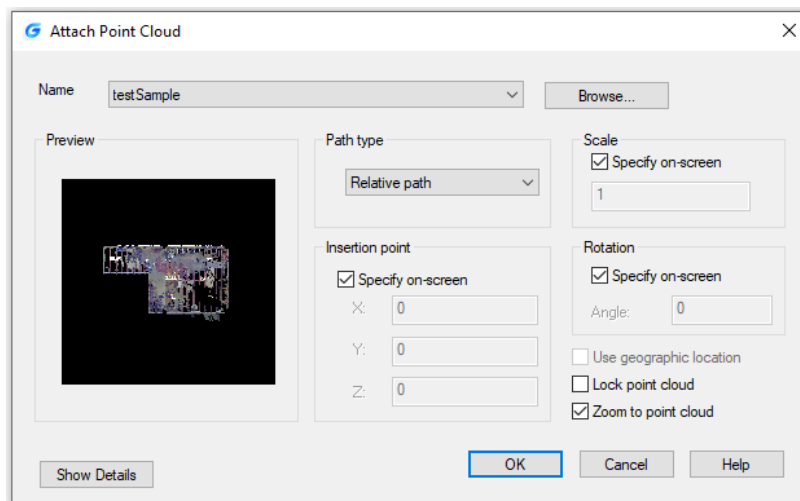 Attach Point Cloud
Name
testSample
Browse...
Preview
Path type
Relative path
Scale
Specify on-screen
1
Insertion point
Specify on-screen
X:
0
Y:
0
Z:
0
Rotation
Specify on-screen
Angle:
0
Use geographic location
Lock point cloud
Zoom to point cloud
Show Details
OK
Cancel
Help